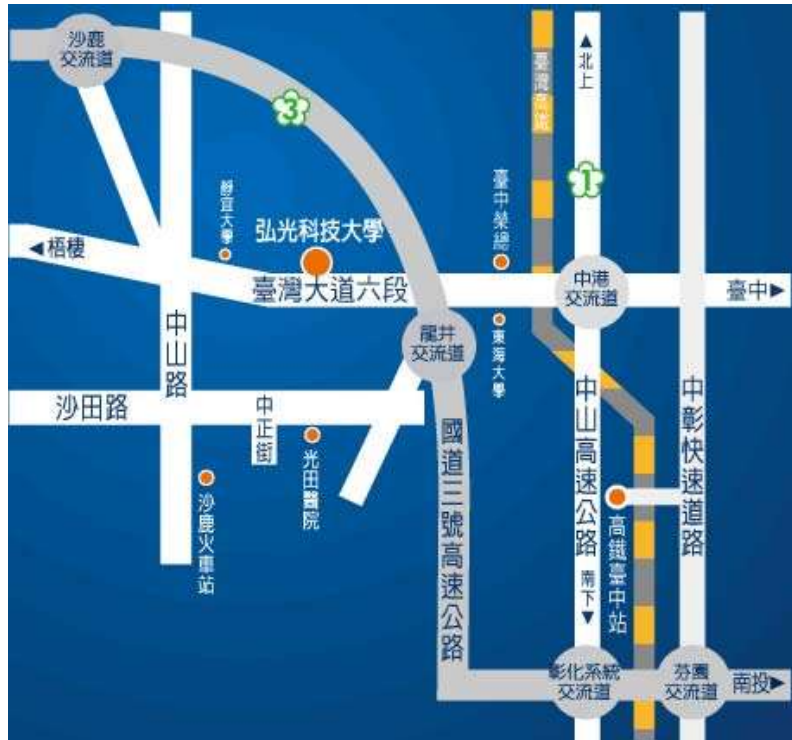 沙鹿
交流道
3
臺灣高鐵
▲北上
1
靜宜大學
弘光科技大學
臺中榮總
◀梧棲
臺灣大道六段
中港
交流道
臺中▶
中山路
龍井
交流道
東海大學
沙田路
中正街
光田醫院
沙鹿火車站
國道三號高速公路
中山高速公路
南下▼
高鐵臺中站
中彰快速道路
彰化系統
交流道
芬園
交流道
南投▶